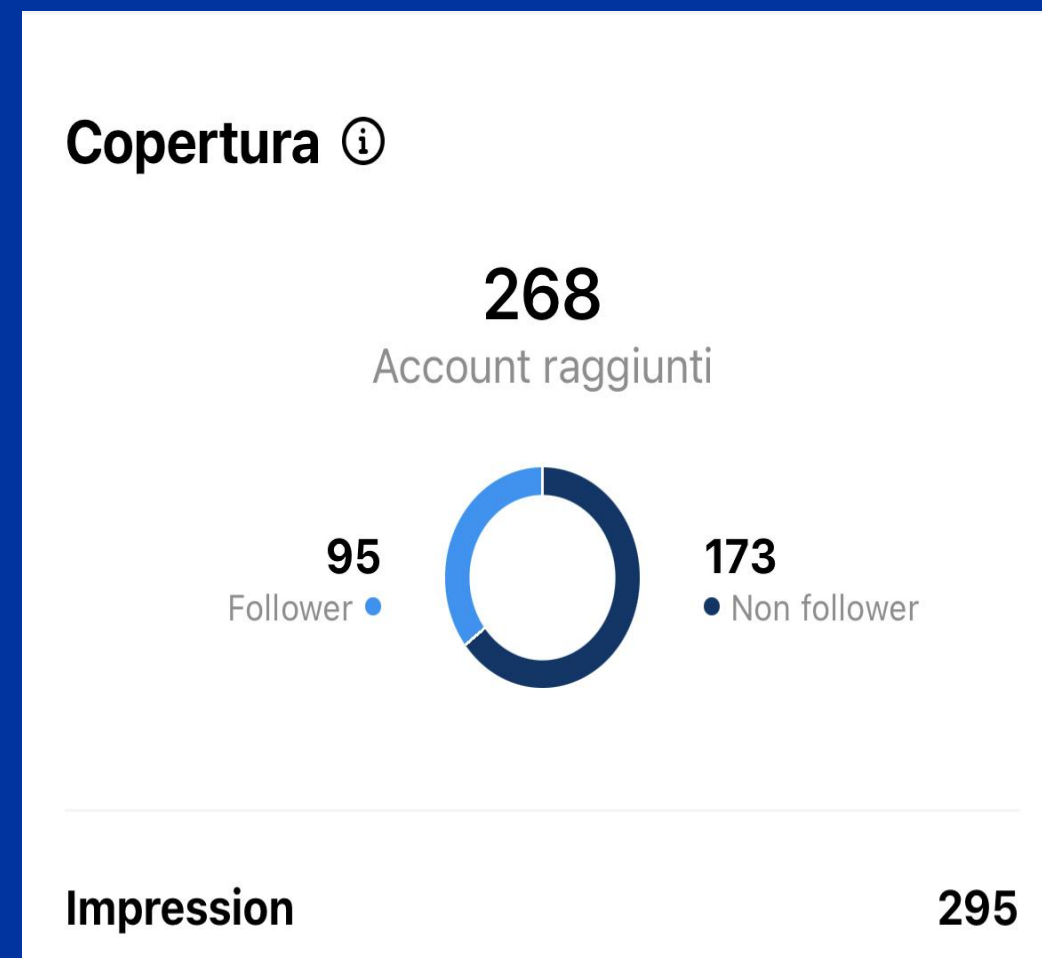 Copertura
268
Account raggiunti
95
Follower
173
Non follower
Impression 295